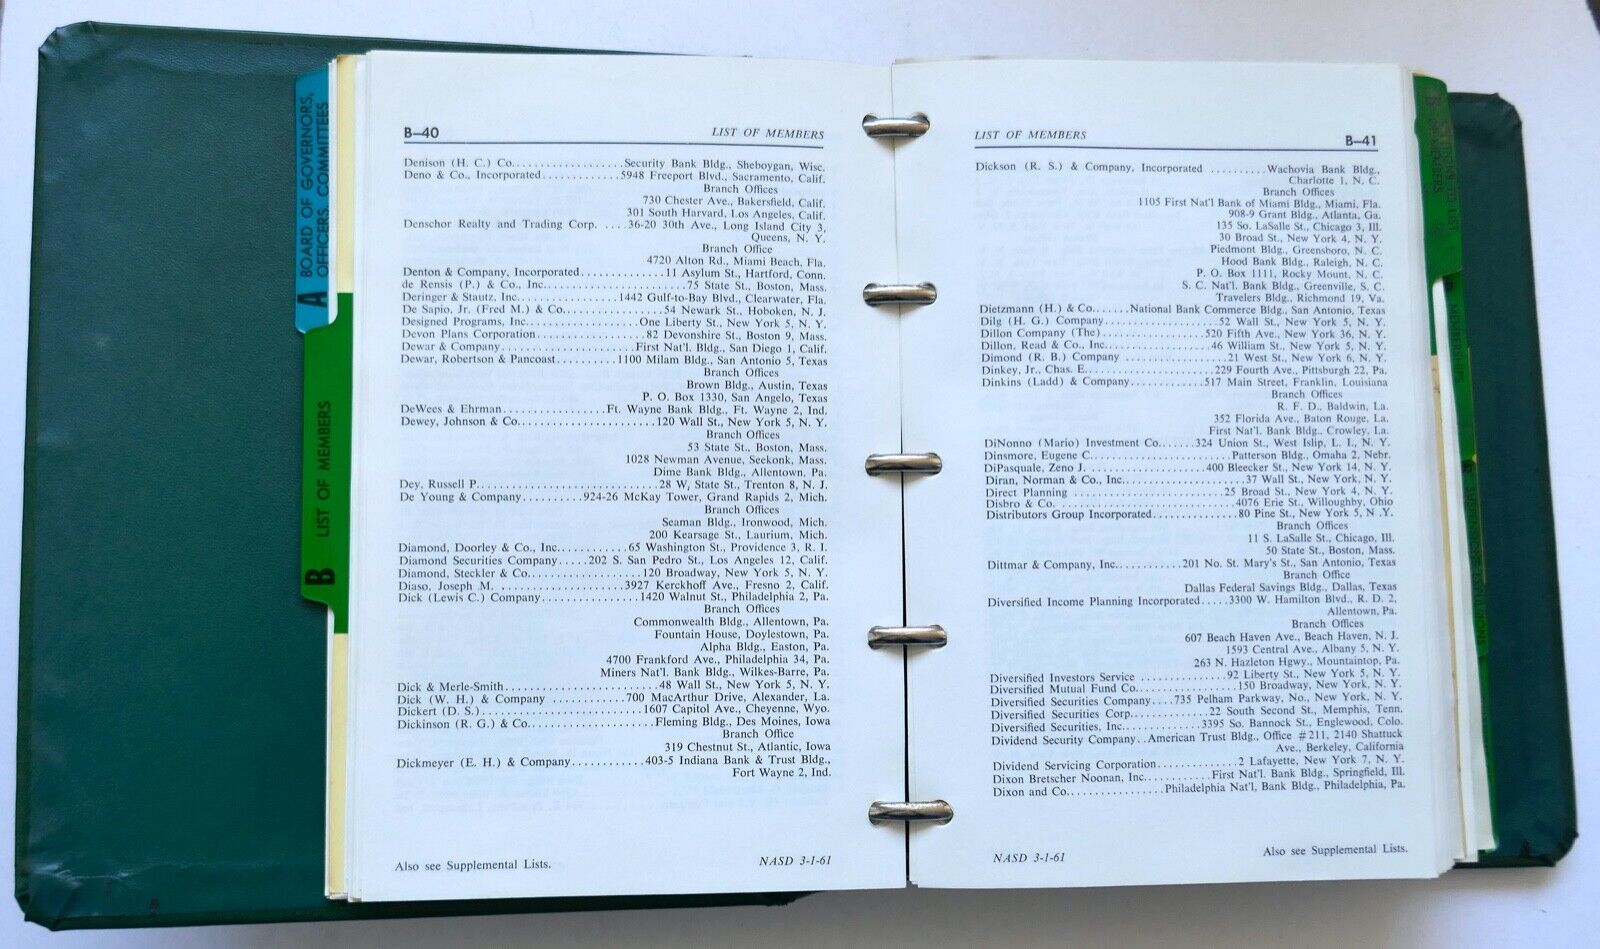 A
BOARD OF GOVERNORS,
OFFICERS, COMMITTEES
B
LIST OF MEMBERS
B—40 LIST OF MEMBERS
Denison (H. C.) Co...................Security Bank Bldg., Sheboygan, Wisc.
Deno & Co., Incorporated.............5948 Freeport Blvd., Sacramento, Calif.
Branch Offices
730 Chester Ave., Bakersfield, Calif.
301 South Harvard, Los Angeles, Calif.
Denschor Realty and Trading Corp. ....36-20 30th Ave., Long Island City 3,
Queens, N. Y.
Branch Office
4720 Alton Rd., Miami Beach, Fla.
Denton & Company, Incorporated..............11 Asylum St., Hartford, Conn.
de Rensis (P.) & Co., Inc........................75 State St., Boston, Mass.
Deringer & Stautz, Inc................1442 Gulf-to-Bay Blvd., Clearwater, Fla.
De Sapio, Jr. (Fred M.) & Co.................54 Newark St., Hoboken, N. J.
Designed Programs, Inc....................One Liberty St., New York 5, N. Y.
Devon Plans Corporation...................82 Devonshire St., Boston 9, Mass.
Dewar & Company.......................First Nat'l. Bldg., San Diego 1, Calif.
Dewar, Robertson & Pancoast..........1100 Milam Bldg., San Antonio 5, Texas
Branch Offices
Brown Bldg., Austin, Texas
P. O. Box 1330, San Angelo, Texas
DeWees & Ehrman.................Ft. Wayne Bank Bldg., Ft. Wayne 2, Ind.
Dewey, Johnson & Co.......................120 Wall St., New York 5, N. Y.
Branch Offices
53 State St., Boston, Mass.
1028 Newman Avenue, Seekonk, Mass.
Dime Bank Bldg., Allentown, Pa.
Dey, Russell P...............................28 W. State St., Trenton 8, N. J.
De Young & Company..........924-26 McKay Tower, Grand Rapids 2, Mich.
Branch Offices
Seaman Bldg., Ironwood, Mich.
200 Kearsage St., Laurium, Mich.
Diamond, Doorley & Co., Inc............65 Washington St., Providence 3, R. I.
Diamond Securities Company.....202 S. San Pedro St., Los Angeles 12, Calif.
Diamond, Steckler & Co...................120 Broadway, New York 5, N. Y.
Diaso, Joseph M. ......................3927 Kerckhoff Ave., Fresno 2, Calif.
Dick (Lewis C.) Company.................1420 Walnut St., Philadelphia 2, Pa.
Branch Offices
Commonwealth Bldg., Allentown, Pa.
Fountain House, Doylestown, Pa.
Alpha Bldg., Easton, Pa.
4700 Frankford Ave., Philadelphia 34, Pa.
Miners Nat'l. Bank Bldg., Wilkes-Barre, Pa.
Dick & Merle-Smith..........................48 Wall St., New York 5, N. Y.
Dick (W. H.) & Company ............700 MacArthur Drive, Alexander, La.
Dickert (D. S.)...........................1607 Capitol Ave., Cheyenne, Wyo.
Dickinson (R. G.) & Co.....................Fleming Bldg., Des Moines, Iowa
Branch Office
319 Chestnut St., Atlantic, Iowa
Dickmeyer (E. H.) & Company............403-5 Indiana Bank & Trust Bldg.,
Fort Wayne 2, Ind.
Also see Supplemental Lists. NASD 3-1-61
LIST OF MEMBERS B—41
Dickson (R. S.) & Company, Incorporated ..........Wachovia Bank Bldg.,
Charlotte 1, N. C.
Branch Offices
1105 First Nat'l Bank of Miami Bldg., Miami, Fla.
908-9 Grant Bldg., Atlanta, Ga.
135 So. LaSalle St., Chicago 3, Ill.
30 Broad St., New York 4, N. Y.
Piedmont Bldg., Greensboro, N. C.
Hood Bank Bldg., Raleigh, N. C.
P. O. Box 1111, Rocky Mount, N. C.
S. C. Nat'l. Bank Bldg., Greenville, S. C.
Travelers Bldg., Richmond 19, Va.
Dietzmann (H.) & Co.......National Bank Commerce Bldg., San Antonio, Texas
Dilg (H. G.) Company....................52 Wall St., New York 5, N. Y.
Dillon Company (The)..................520 Fifth Ave., New York 36, N. Y.
Dillon, Read & Co., Inc..................46 William St., New York 5, N. Y.
Dimond (R. B.) Company .................21 West St., New York 6, N. Y.
Dinkey, Jr., Chas. E......................229 Fourth Ave., Pittsburgh 22, Pa.
Dinkins (Ladd) & Company.............517 Main Street, Franklin, Louisiana
Branch Offices
R. F. D., Baldwin, La.
352 Florida Ave., Baton Rouge, La.
First Nat'l. Bank Bldg., Crowley, La.
DiNonno (Mario) Investment Co......324 Union St., West Islip, L. I., N. Y.
Dinsmore, Eugene C.......................Patterson Bldg., Omaha 2, Nebr.
DiPasquale, Zeno J. ....................400 Bleecker St., New York 14, N. Y.
Diran, Norman & Co., Inc....................37 Wall St., New York, N. Y.
Direct Planning .........................25 Broad St., New York 4, N. Y.
Disbro & Co. .............................4076 Erie St., Willoughby, Ohio
Distributors Group Incorporated..............80 Pine St., New York 5, N .Y.
Branch Offices
11 S. LaSalle St., Chicago, Ill.
50 State St., Boston, Mass.
Dittmar & Company, Inc...........201 No. St. Mary's St., San Antonio, Texas
Branch Office
Dallas Federal Savings Bldg., Dallas, Texas
Diversified Income Planning Incorporated.....3300 W. Hamilton Blvd., R. D. 2,
Allentown, Pa.
Branch Offices
607 Beach Haven Ave., Beach Haven, N. J.
1593 Central Ave., Albany 5, N. Y.
263 N. Hazleton Hgwy., Mountaintop, Pa.
Diversified Investors Service ..............92 Liberty St., New York 5, N. Y.
Diversified Mutual Fund Co.................150 Broadway, New York, N. Y.
Diversified Securities Company....735 Pelham Parkway, No., New York, N. Y.
Diversified Securities Corp.............22 South Second St., Memphis, Tenn.
Diversified Securities, Inc.............3395 So. Bannock St., Englewood, Colo.
Dividend Security Company..American Trust Bldg., Office #211, 2140 Shattuck
Ave., Berkeley, California
Dividend Servicing Corporation..............2 Lafayette, New York 7, N. Y.
Dixon Bretscher Noonan, Inc............First Nat'l. Bank Bldg., Springfield, Ill.
Dixon and Co.................Philadelphia Nat'l, Bank Bldg., Philadelphia, Pa.
NASD 3-1-61 Also see Supplemental Lists.